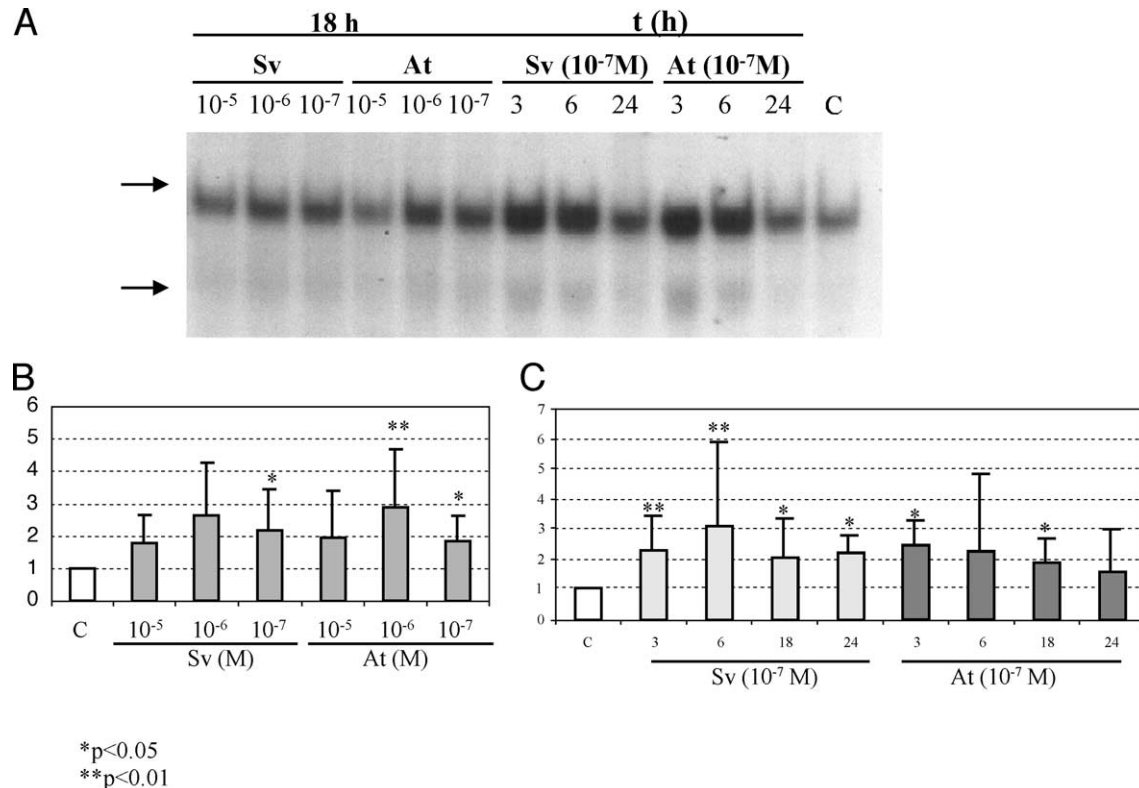 A
18 h t (h)
Sv At Sv (10⁻⁷M) At (10⁻⁷M)
10⁻⁵ 10⁻⁶ 10⁻⁷ 10⁻⁵ 10⁻⁶ 10⁻⁷ 3 6 24 3 6 24 C
B
6
5
4
3
2
1
0
** * *
C 10⁻⁵ 10⁻⁶ 10⁻⁷ 10⁻⁵ 10⁻⁶ 10⁻⁷
Sv (M) At (M)
C
7
6
5
4
3
2
1
0
** ** * * * *
C 3 6 18 24 3 6 18 24
Sv (10⁻⁷ M) At (10⁻⁷ M)
*p<0.05
**p<0.01